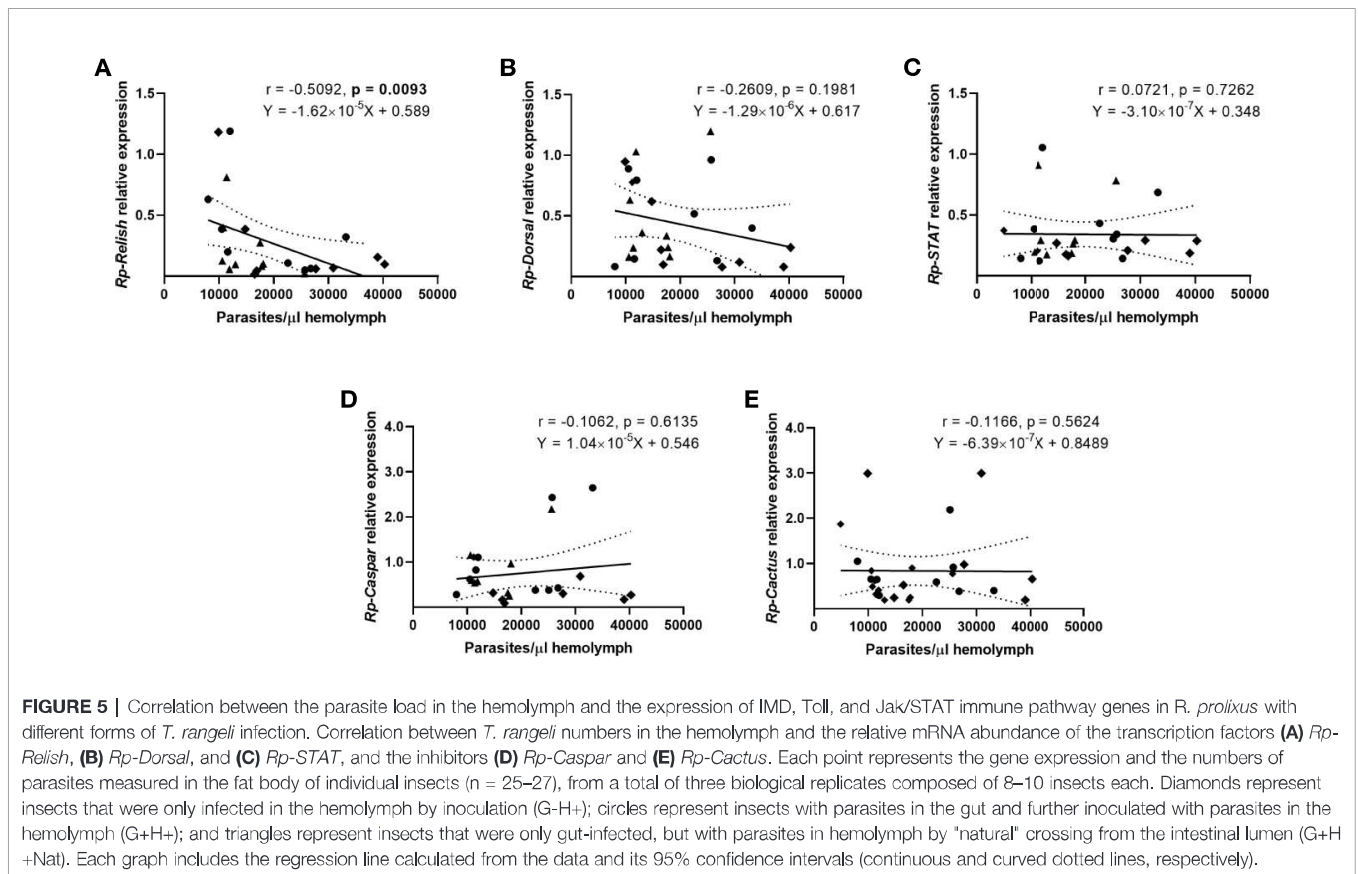 A
r = -0.5092, p = 0.0093
Y = -1.62×10⁻⁵X + 0.589
Rp-Relish relative expression
1.5
1.0
0.5
0 10000 20000 30000 40000 50000
Parasites/μl hemolymph
B
r = -0.2609, p = 0.1981
Y = -1.29×10⁻⁶X + 0.617
Rp-Dorsal relative expression
1.5
1.0
0.5
0 10000 20000 30000 40000 50000
Parasites/μl hemolymph
C
r = 0.0721, p = 0.7262
Y = -3.10×10⁻⁷X + 0.348
Rp-STAT relative expression
1.5
1.0
0.5
0 10000 20000 30000 40000 50000
Parasites/μl hemolymph
D
r = -0.1062, p = 0.6135
Y = 1.04×10⁻⁵X + 0.546
Rp-Caspar relative expression
4.0
3.0
2.0
1.0
0 10000 20000 30000 40000 50000
Parasites/μl hemolymph
E
r = -0.1166, p = 0.5624
Y = -6.39×10⁻⁷X + 0.8489
Rp-Cactus relative expression
4.0
3.0
2.0
1.0
0 10000 20000 30000 40000 50000
Parasites/μl hemolymph
FIGURE 5 | Correlation between the parasite load in the hemolymph and the expression of IMD, Toll, and Jak/STAT immune pathway genes in R. prolixus with
different forms of T. rangeli infection. Correlation between T. rangeli numbers in the hemolymph and the relative mRNA abundance of the transcription factors (A) Rp-
Relish, (B) Rp-Dorsal, and (C) Rp-STAT, and the inhibitors (D) Rp-Caspar and (E) Rp-Cactus. Each point represents the gene expression and the numbers of
parasites measured in the fat body of individual insects (n = 25–27), from a total of three biological replicates composed of 8–10 insects each. Diamonds represent
insects that were only infected in the hemolymph by inoculation (G-H+); circles represent insects with parasites in the gut and further inoculated with parasites in the
hemolymph (G+H+); and triangles represent insects that were only gut-infected, but with parasites in hemolymph by "natural" crossing from the intestinal lumen (G+H
+Nat). Each graph includes the regression line calculated from the data and its 95% confidence intervals (continuous and curved dotted lines, respectively).